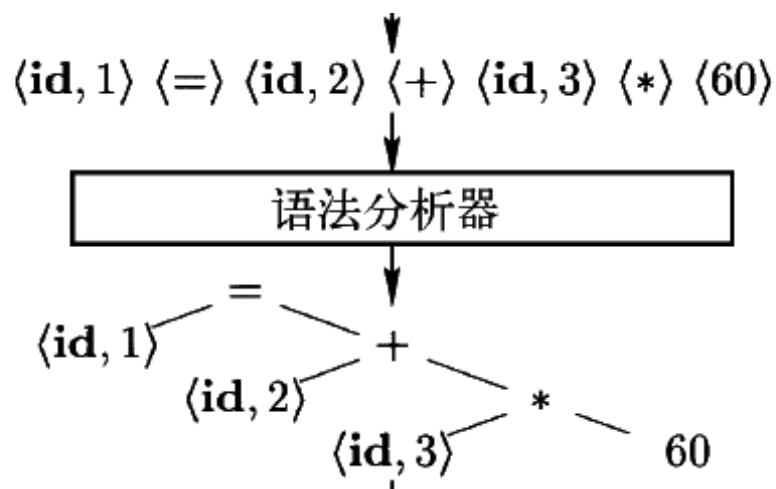 ⟨id, 1⟩ ⟨=⟩ ⟨id, 2⟩ ⟨+⟩ ⟨id, 3⟩ ⟨*⟩ ⟨60⟩
语法分析器
=
⟨id, 1⟩ +
⟨id, 2⟩ *
⟨id, 3⟩ 60